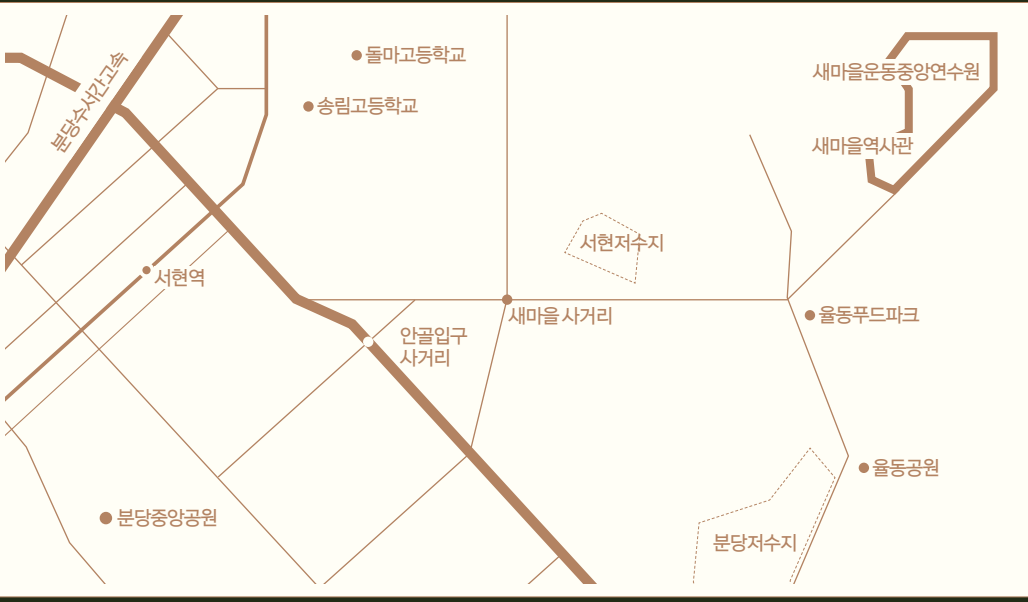 돌마고등학교
분당수서간고속
새마을운동중앙연수원
송림고등학교
새마을역사관
서현저수지
서현역
새마을 사거리
율동푸드파크
안골입구
사거리
율동공원
분당중앙공원
분당저수지